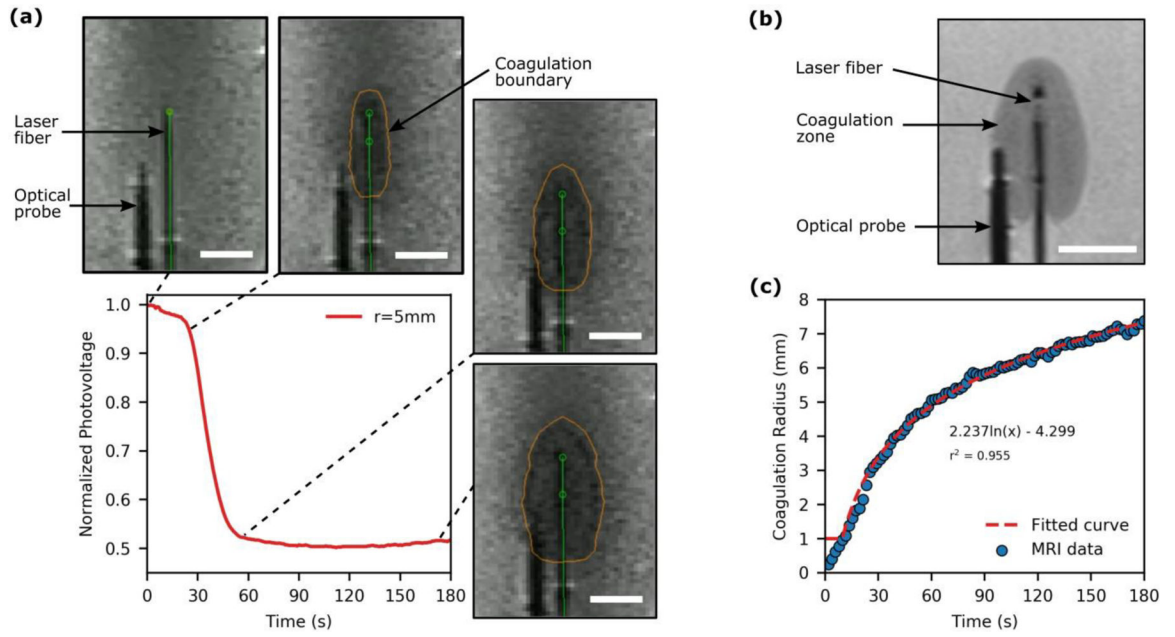 (a)
Laser
fiber
Optical
probe
Coagulation
boundary
1.0
0.9
0.8
0.7
0.6
0.5
Normalized Photovoltage
r=5mm
0
30
60
90
120
150
180
Time (s)
(b)
Laser fiber
Coagulation
zone
Optical probe
(c)
8
7
6
5
4
3
2
1
0
Coagulation Radius (mm)
2.237ln(x) - 4.299
r² = 0.955
Fitted curve
MRI data
0
30
60
90
120
150
180
Time (s)